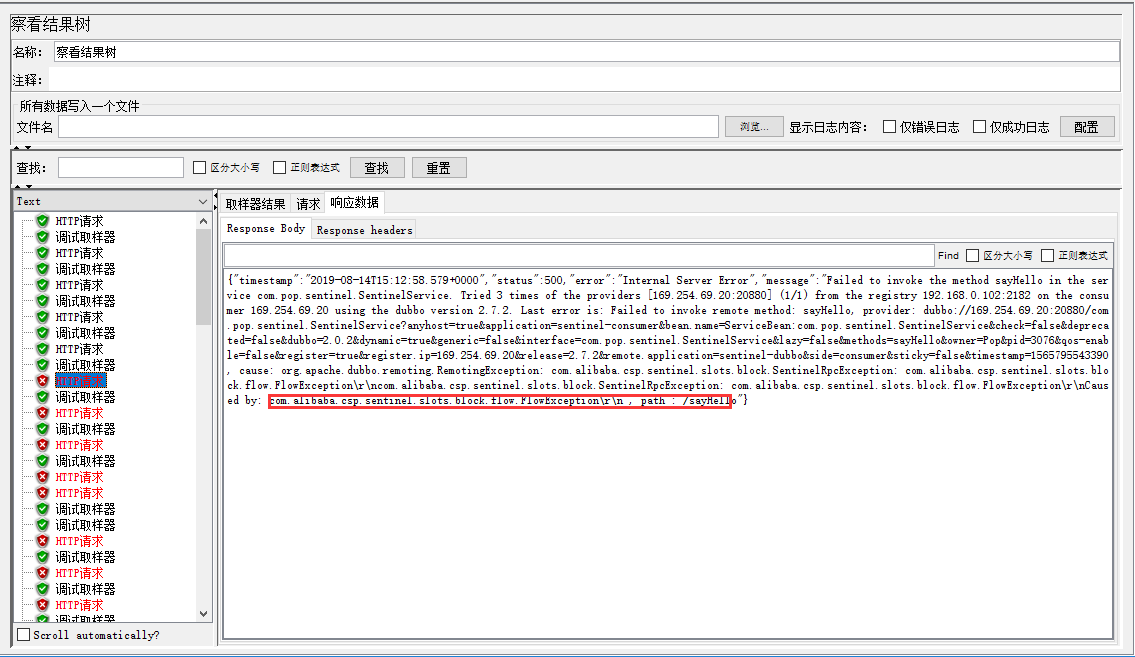 察看结果树
名称： 察看结果树
注释：
所有数据写入一个文件
文件名 浏览... 显示日志内容： 仅错误日志 仅成功日志 配置
查找： 区分大小写 正则表达式 查找 重置
Text
取样器结果 请求 响应数据
Response Body Response headers
Find 区分大小写 正则表达式
HTTP请求
调试取样器
HTTP请求
调试取样器
HTTP请求
调试取样器
HTTP请求
调试取样器
HTTP请求
调试取样器
HTTP请求
调试取样器
HTTP请求
调试取样器
HTTP请求
调试取样器
HTTP请求
HTTP请求
调试取样器
调试取样器
HTTP请求
调试取样器
HTTP请求
调试取样器
HTTP请求
调试取样器
Scroll automatically?
{"timestamp":"2019-08-14T15:12:58.579+0000","status":500,"error":"Internal Server Error","message":"Failed to invoke the method sayHello in the ser
vice com.pop.sentinel.SentinelService. Tried 3 times of the providers [169.254.69.20:20880] (1/1) from the registry 192.168.0.102:2182 on the consu
mer 169.254.69.20 using the dubbo version 2.7.2. Last error is: Failed to invoke remote method: sayHello, provider: dubbo://169.254.69.20:20880/com
.pop.sentinel.SentinelService?anyhost=true&application=sentinel-consumer&bean.name=ServiceBean:com.pop.sentinel.SentinelService&check=false&depreca
ted=false&dubbo=2.0.2&dynamic=true&generic=false&interface=com.pop.sentinel.SentinelService&lazy=false&methods=sayHello&owner=Pop&pid=3076&qos-enab
le=false&register=true&register.ip=169.254.69.20&release=2.7.2&remote.application=sentinel-dubbo&side=consumer&sticky=false&timestamp=1565795543390
, cause: org.apache.dubbo.remoting.RemotingException: com.alibaba.csp.sentinel.slots.block.SentinelRpcException: com.alibaba.csp.sentinel.slots.blo
ck.flow.FlowException\r\ncom.alibaba.csp.sentinel.slots.block.SentinelRpcException: com.alibaba.csp.sentinel.slots.block.flow.FlowException\r\nCaus
ed by: com.alibaba.csp.sentinel.slots.block.flow.FlowException\r\n","path":"/sayHello"}